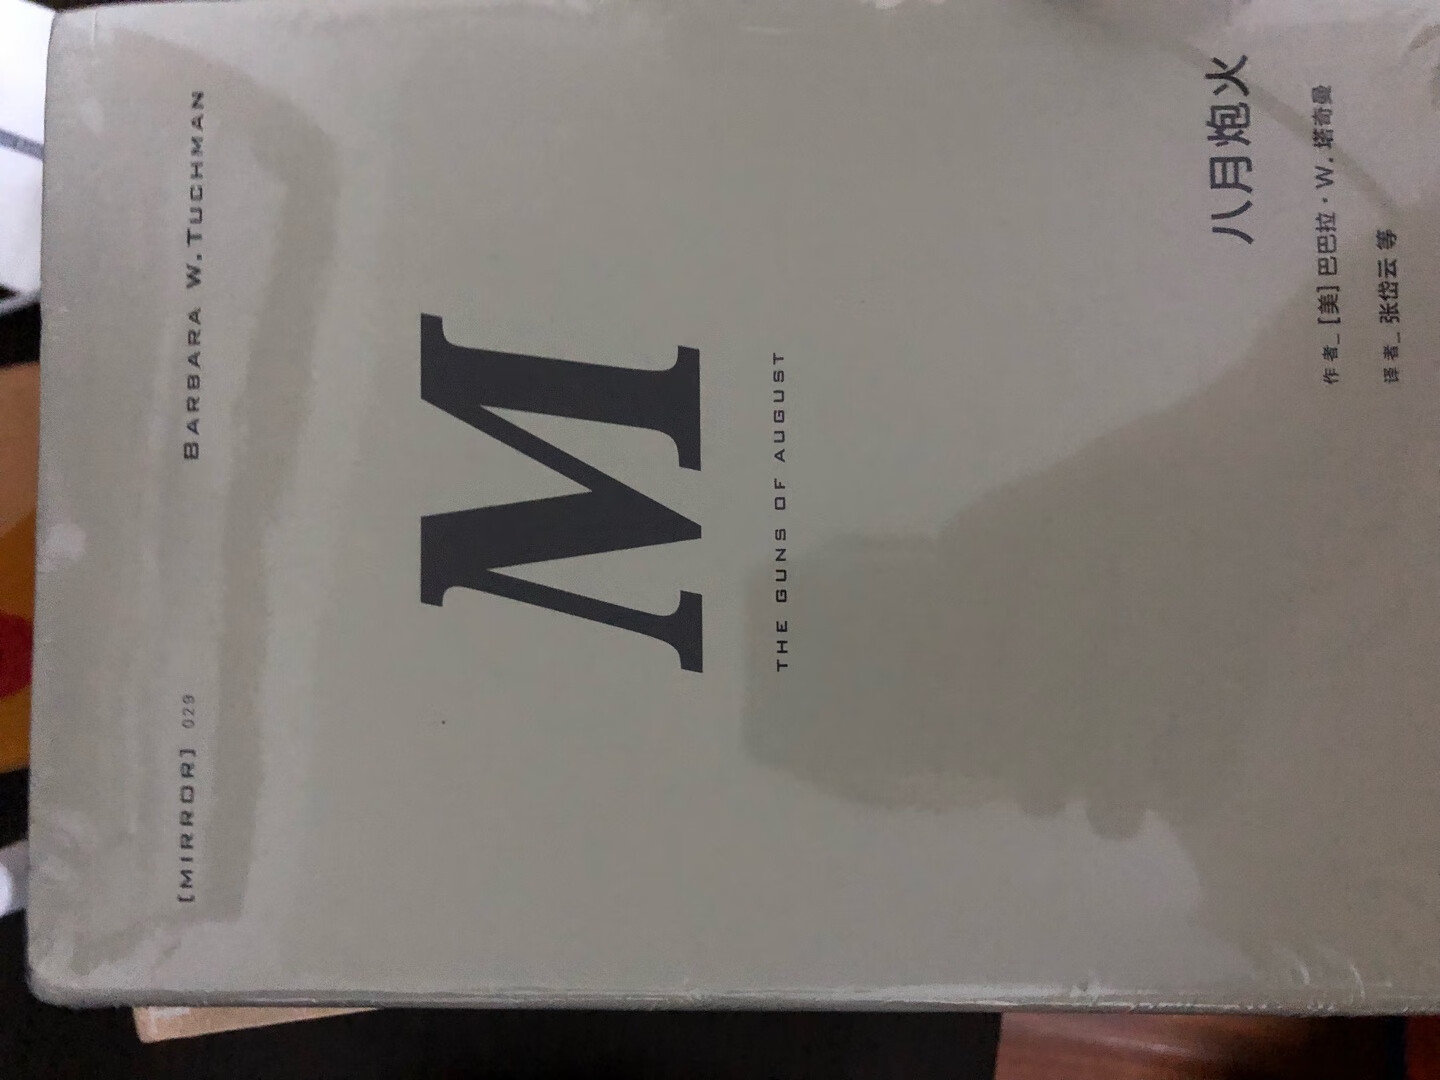 [MIRROR] 029
BARBARA W. TUCHMAN
M
THE GUNS OF AUGUST
八月炮火
作者_ [美] 巴巴拉·W. 塔奇曼
译者_ 张岱云 等